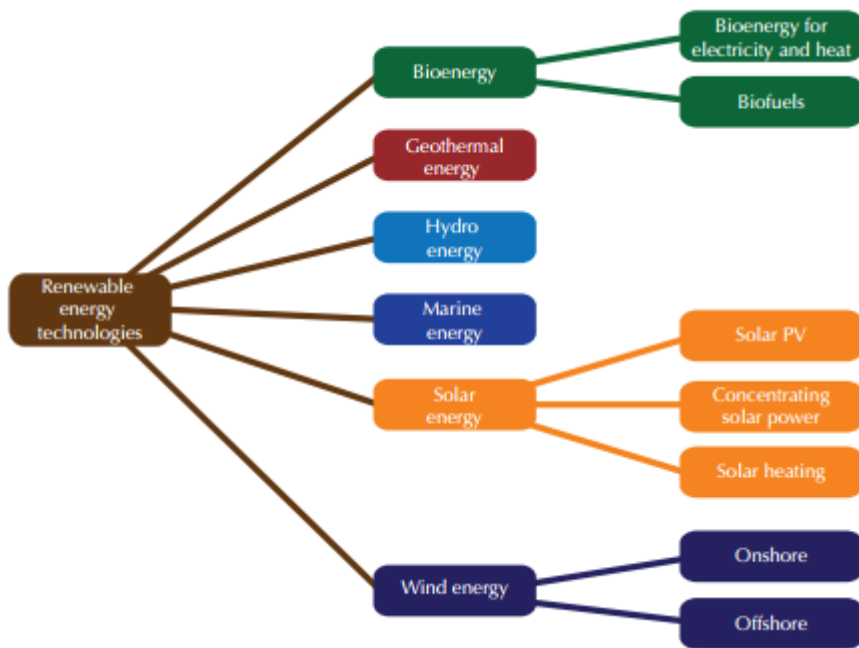 Renewable
energy
technologies
Bioenergy
Bioenergy for
electricity and heat
Biofuels
Geothermal
energy
Hydro
energy
Marine
energy
Solar
energy
Solar PV
Concentrating
solar power
Solar heating
Wind energy
Onshore
Offshore